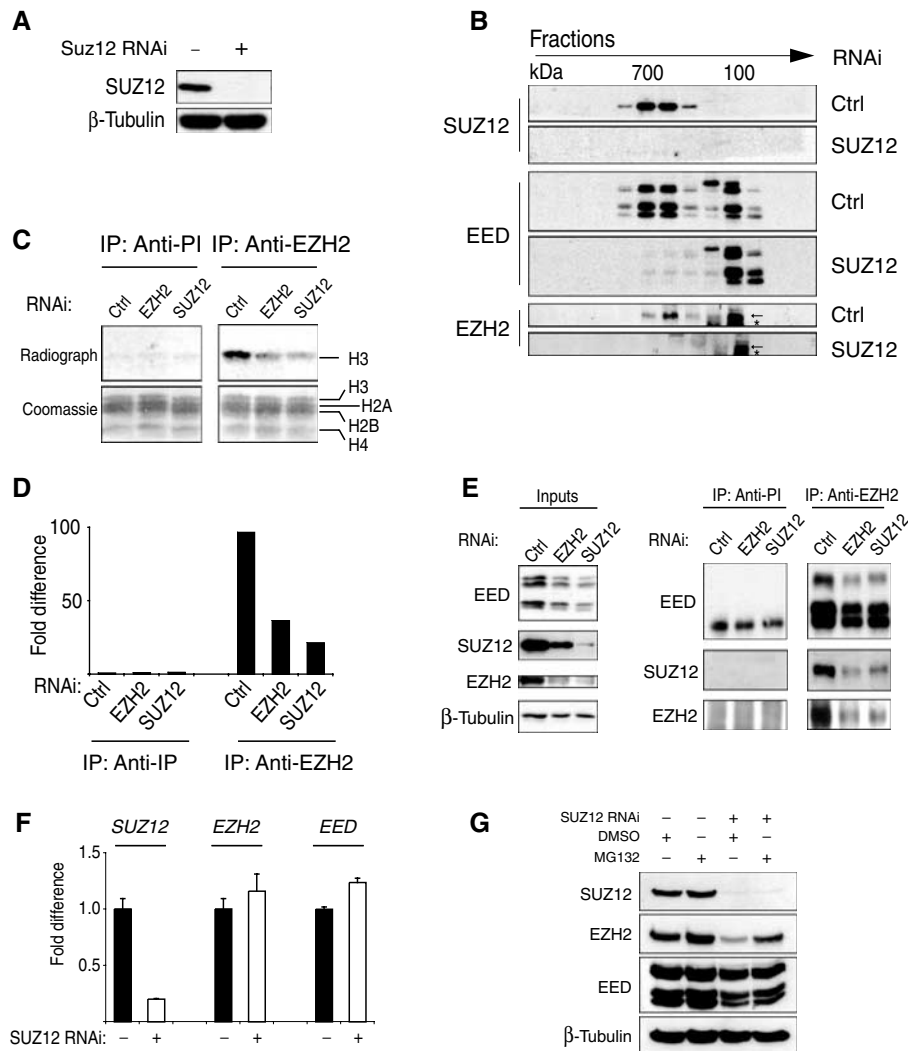 A
Suz12 RNAi – +
SUZ12
β-Tubulin
B
Fractions
kDa 700 100 RNAi
SUZ12
Ctrl
SUZ12
EED
Ctrl
SUZ12
EZH2
Ctrl
←
*
SUZ12
←
*
C
IP: Anti-PI IP: Anti-EZH2
RNAi: Ctrl EZH2 SUZ12 Ctrl EZH2 SUZ12
Radiograph
H3
Coomassie
H3
H2A
H2B
H4
D
Fold difference
100
50
RNAi: Ctrl EZH2 SUZ12 Ctrl EZH2 SUZ12
IP: Anti-IP IP: Anti-EZH2
E
Inputs IP: Anti-PI IP: Anti-EZH2
RNAi: Ctrl EZH2 SUZ12 RNAi: Ctrl EZH2 SUZ12 Ctrl EZH2 SUZ12
EED EED
SUZ12 SUZ12
EZH2 EZH2
β-Tubulin
F
SUZ12 EZH2 EED
Fold difference
1.5
1.0
0.5
SUZ12 RNAi: – + – + – +
G
SUZ12 RNAi – – + +
DMSO + – + –
MG132 – + – +
SUZ12
EZH2
EED
β-Tubulin